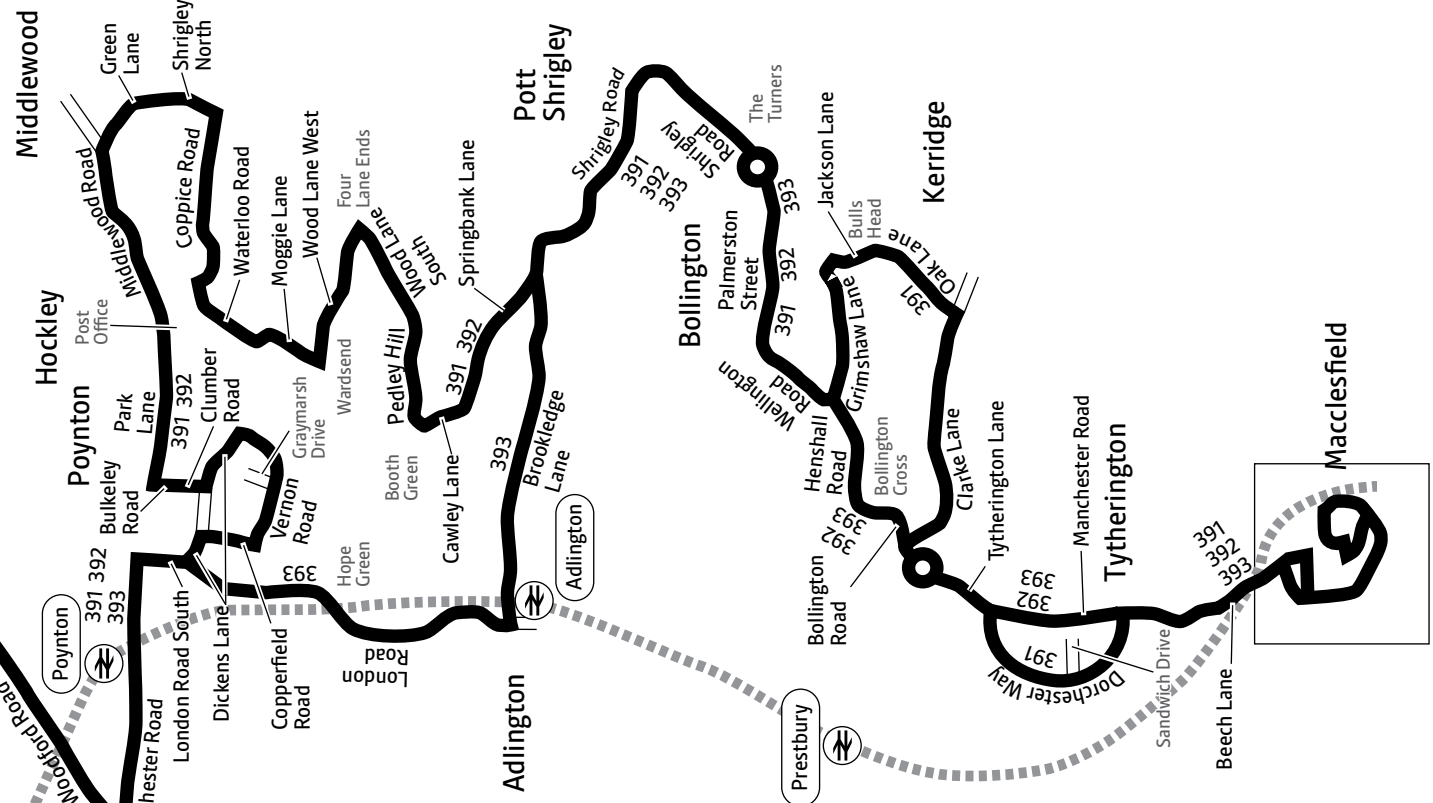 Middlewood
Green
Lane
Shrigley
North
Middlewood Road
Coppice Road
Waterloo Road
Moggie Lane
Wood Lane West
Four
Lane Ends
Wood Lane
South
Springbank Lane
Pott
Shrigley
Shrigley Road
391
392
393
Shrigley
Road
The
Turners
Hockley
Post
Office
Poynton
Park
Lane
391 392
Clumber
Road
Bulkeley
Road
Graymarsh
Drive
Wardsend
Vernon
Road
Pedley Hill
391 392
Booth
Green
Cawley Lane
393
Brookledge
Lane
Bollington
Palmerston
Street
391 392 393
Jackson Lane
Bulls
Head
Kerridge
Oak Lane
391
Grimshaw Lane
Wellington
Road
Henshall
Road
Bollington
Cross
392
393
Clarke Lane
Bollington
Road
Tytherington Lane
Manchester Road
Tytherington
392
393
391
Dorchester Way
Sandwich Drive
391
392
393
Beech Lane
Macclesfield
Poynton
391 392
393
London Road South
Dickens Lane
Copperfield
Road
393
Hope
Green
London
Road
Adlington
Adlington
Prestbury
Woodford Road
hester Road